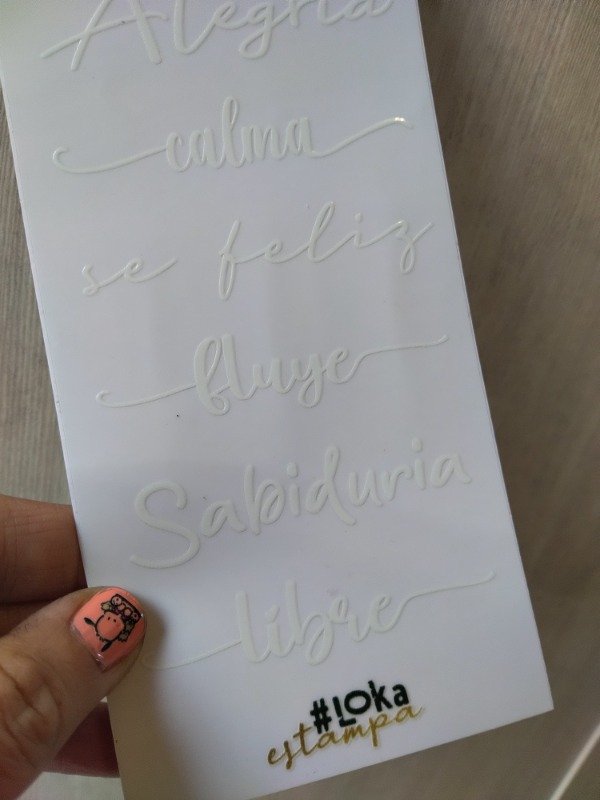 Alegria
calma
se feliz
fluye
Sabiduria
libre
#LOka
estampa